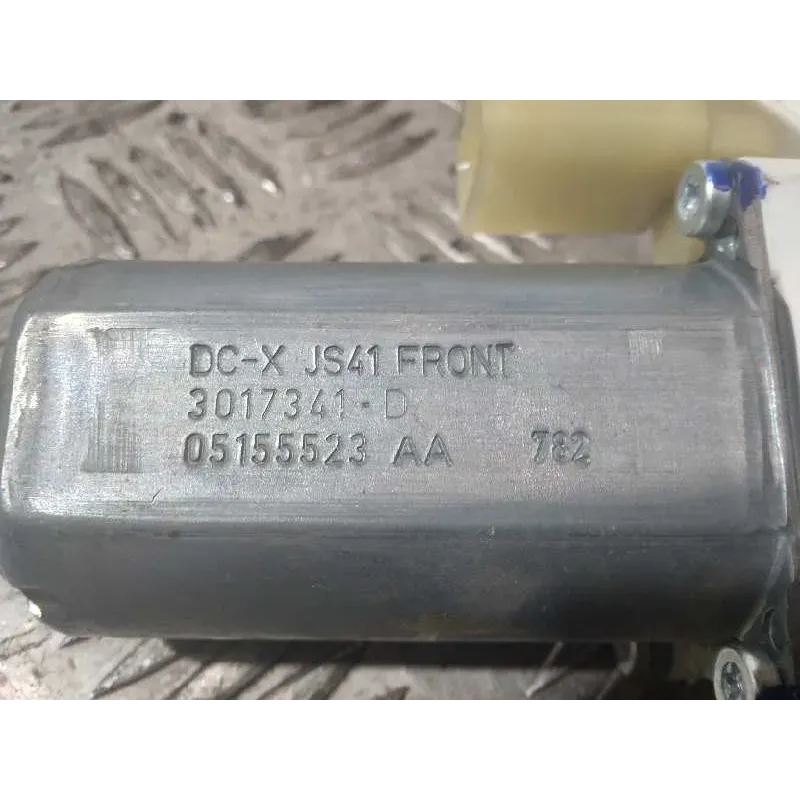 DC-X JS41 FRONT
3017341-D
05155523 AA 782